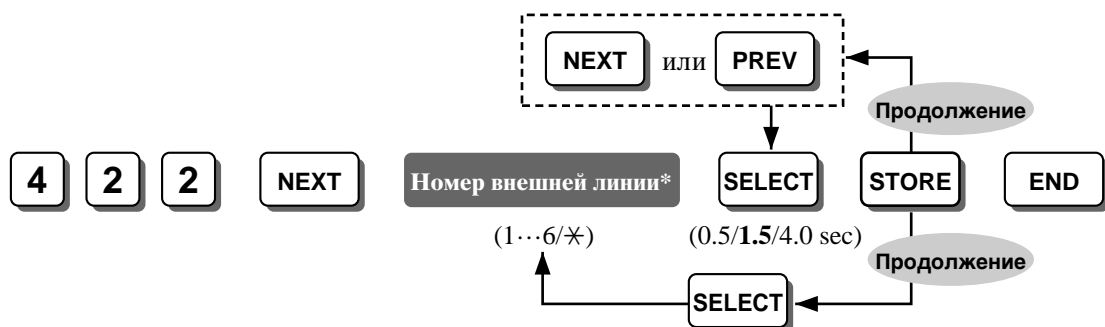 NEXT или PREV
Продолжение
4 2 2 NEXT Номер внешней линии* SELECT STORE END
(1···6/✳) (0.5/1.5/4.0 sec)
Продолжение
SELECT